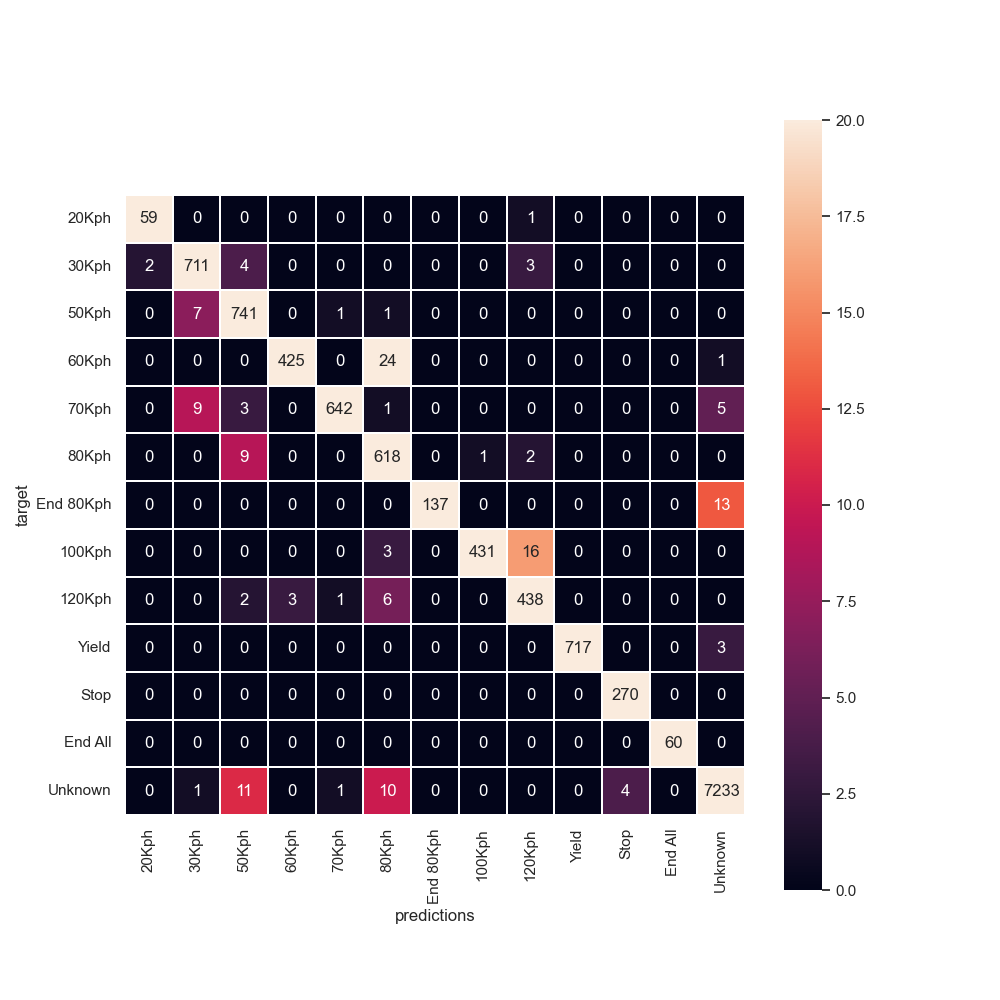 20.0
17.5
15.0
12.5
10.0
7.5
5.0
2.5
0.0
20Kph 59 0 0 0 0 0 0 0 1 0 0 0 0
30Kph 2 711 4 0 0 0 0 0 3 0 0 0 0
50Kph 0 7 741 0 1 1 0 0 0 0 0 0 0
60Kph 0 0 0 425 0 24 0 0 0 0 0 0 1
70Kph 0 9 3 0 642 1 0 0 0 0 0 0 5
80Kph 0 0 9 0 0 618 0 1 2 0 0 0 0
target
End 80Kph 0 0 0 0 0 0 137 0 0 0 0 0 13
100Kph 0 0 0 0 0 3 0 431 16 0 0 0 0
120Kph 0 0 2 3 1 6 0 0 438 0 0 0 0
Yield 0 0 0 0 0 0 0 0 0 717 0 0 3
Stop 0 0 0 0 0 0 0 0 0 0 270 0 0
End All 0 0 0 0 0 0 0 0 0 0 0 60 0
Unknown 0 1 11 0 1 10 0 0 0 0 4 0 7233
20Kph 30Kph 50Kph 60Kph 70Kph 80Kph End 80Kph 100Kph 120Kph Yield Stop End All Unknown
predictions